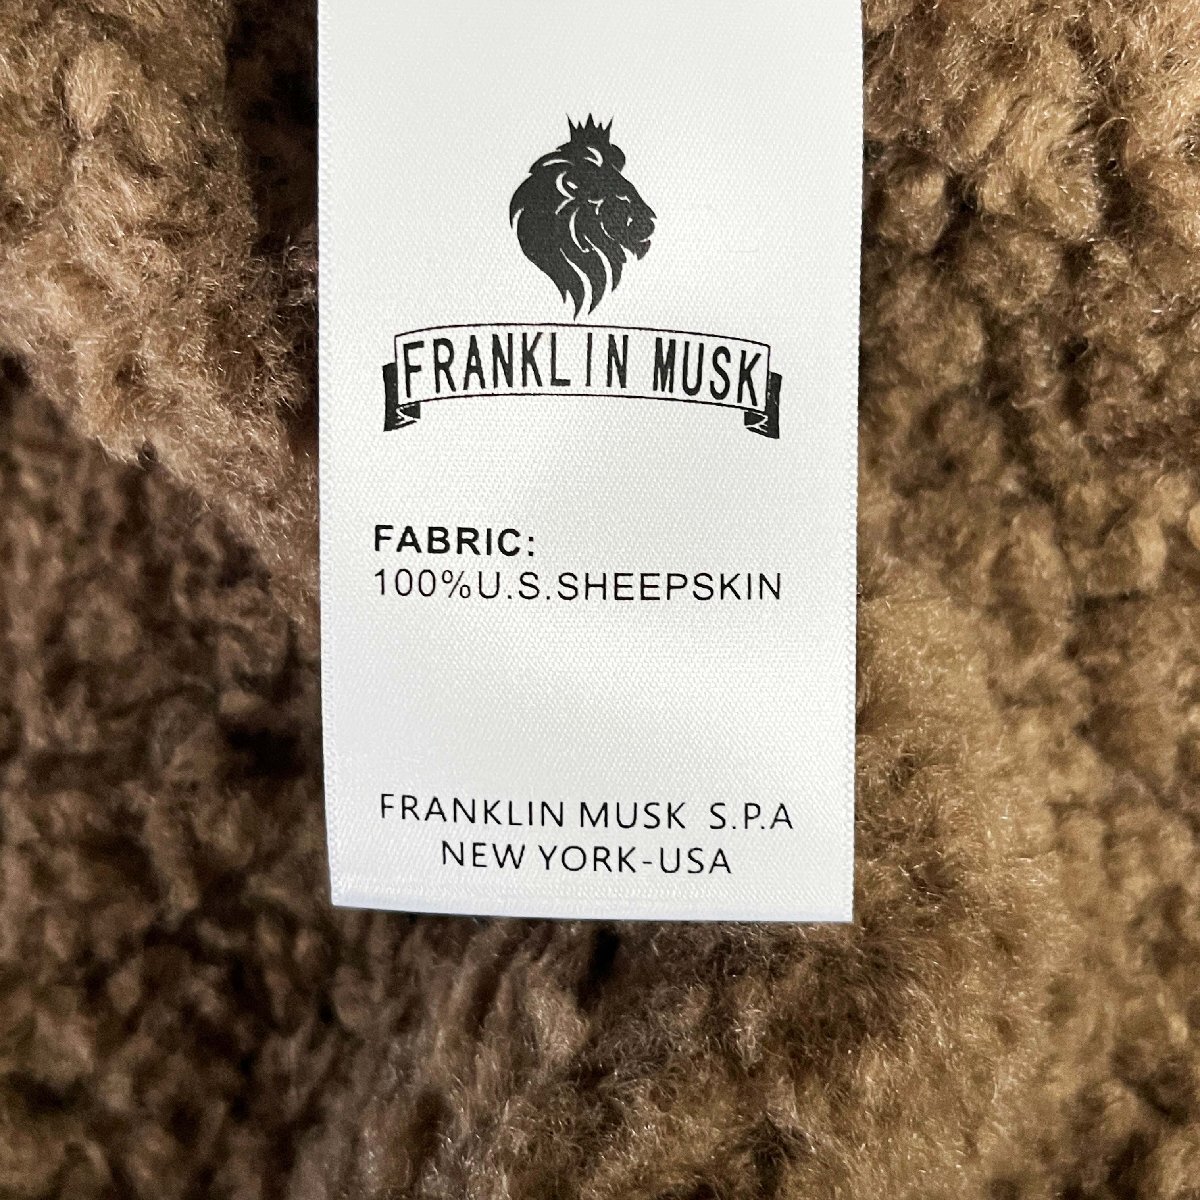 FRANKLIN MUSK
FABRIC:
100%U.S.SHEEPSKIN
FRANKLIN MUSK S.P.A
NEW YORK-USA